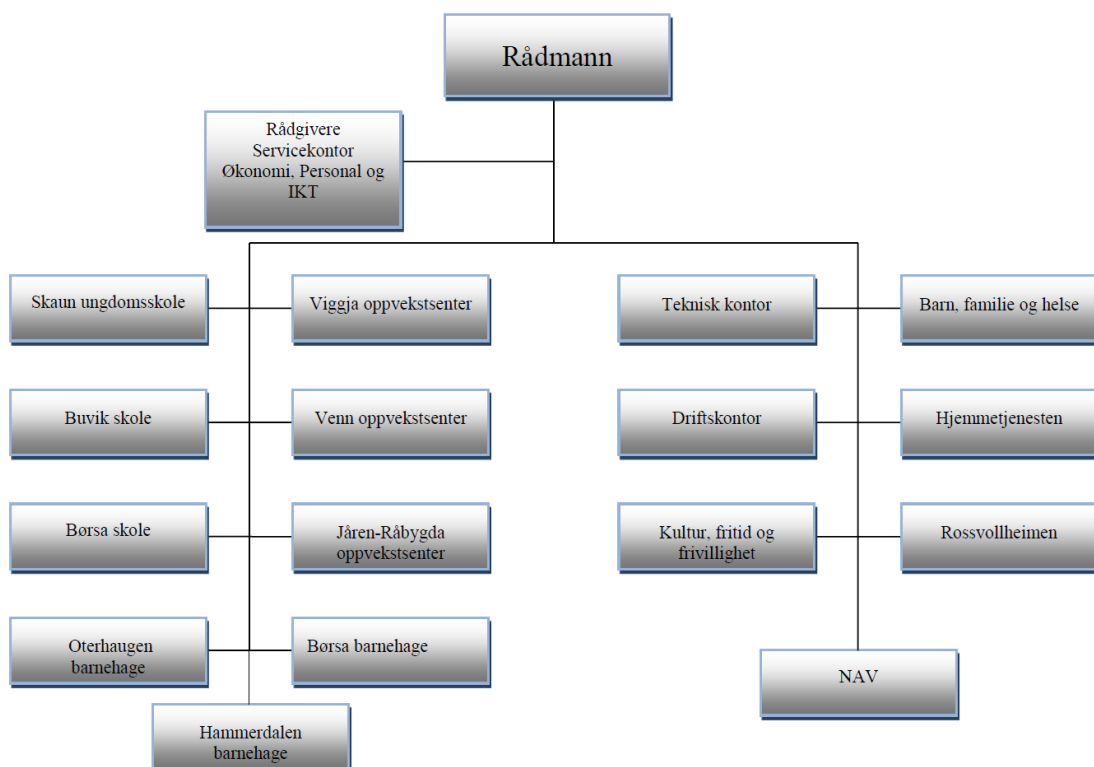 Rådmann
Rådgivere
Servicekontor
Økonomi, Personal og
IKT
Skaun ungdomsskole
Viggja oppvekstsenter
Teknisk kontor
Barn, familie og helse
Buvik skole
Venn oppvekstsenter
Driftskontor
Hjemmetjenesten
Børsa skole
Jåren-Råbygda
oppvekstsenter
Kultur, fritid og
frivillighet
Rossvollheimen
Oterhaugen
barnehage
Børsa barnehage
NAV
Hammerdalen
barnehage